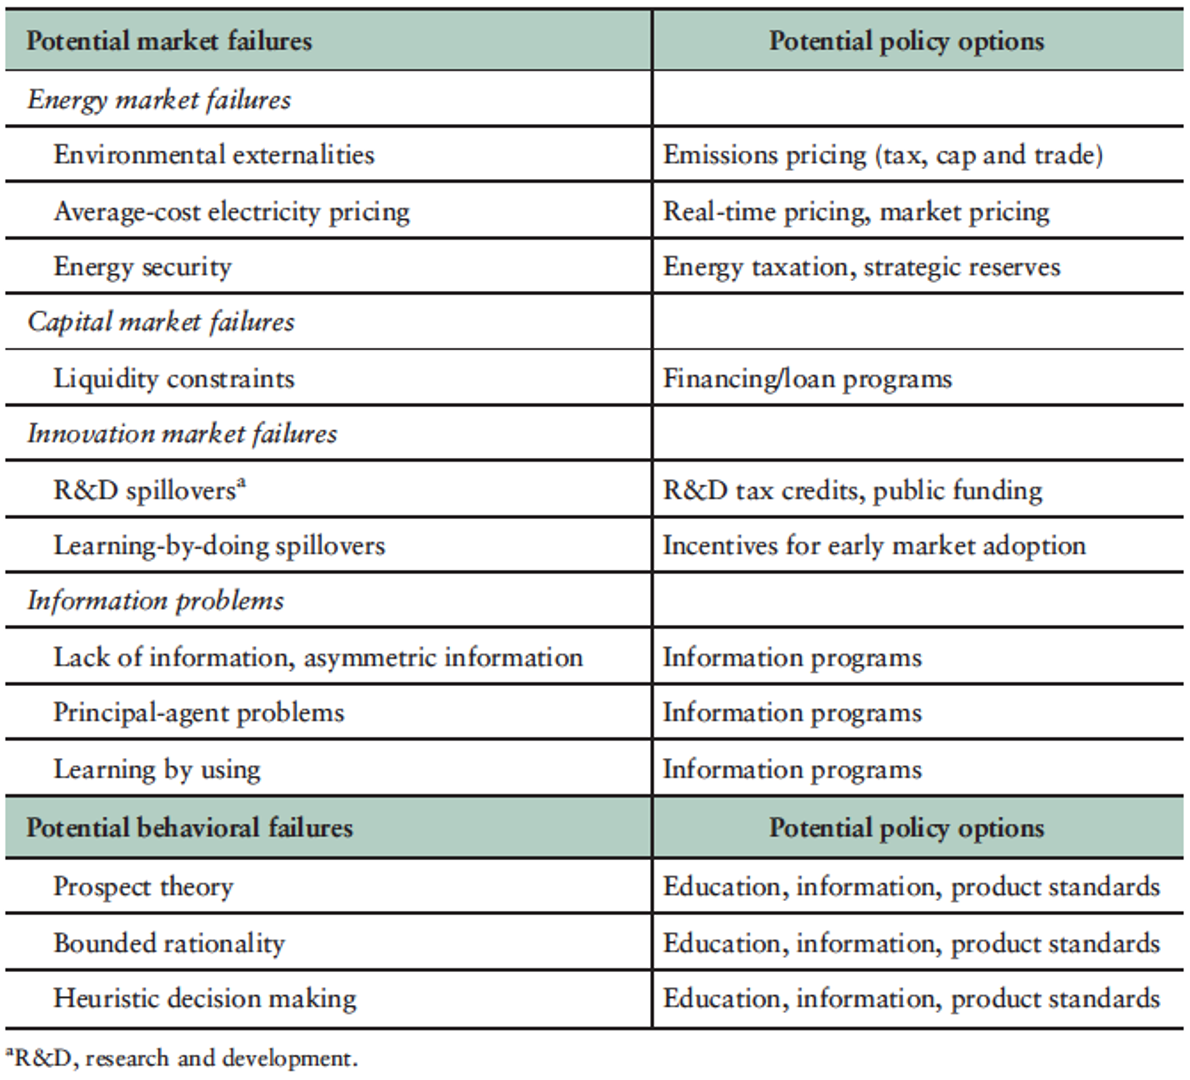 Potential market failures Potential policy options
Energy market failures
Environmental externalities Emissions pricing (tax, cap and trade)
Average-cost electricity pricing Real-time pricing, market pricing
Energy security Energy taxation, strategic reserves
Capital market failures
Liquidity constraints Financing/loan programs
Innovation market failures
R&D spilloversᵃ R&D tax credits, public funding
Learning-by-doing spillovers Incentives for early market adoption
Information problems
Lack of information, asymmetric information Information programs
Principal-agent problems Information programs
Learning by using Information programs
Potential behavioral failures Potential policy options
Prospect theory Education, information, product standards
Bounded rationality Education, information, product standards
Heuristic decision making Education, information, product standards
ᵃR&D, research and development.